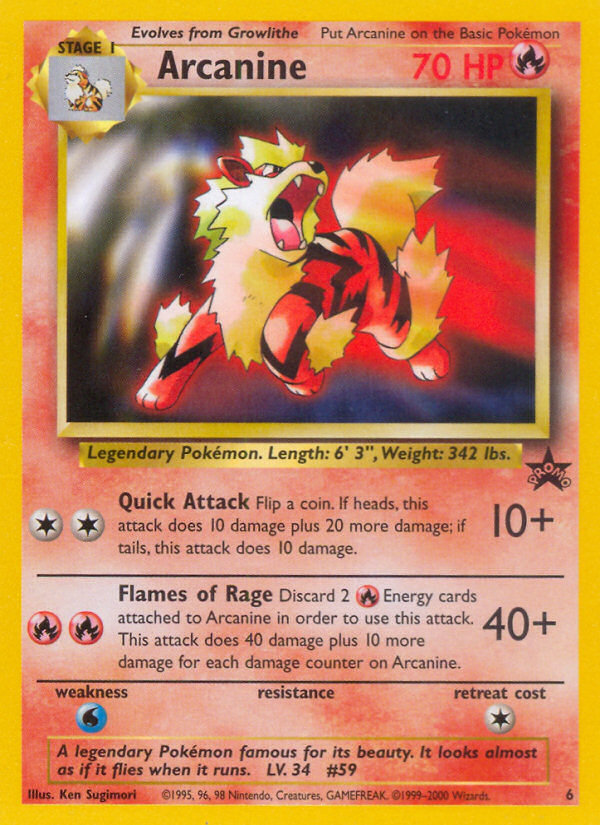 Evolves from Growlithe Put Arcanine on the Basic Pokémon
STAGE 1
Arcanine 70 HP
Legendary Pokémon. Length: 6' 3", Weight: 342 lbs.
PROMO
Quick Attack Flip a coin. If heads, this
attack does 10 damage plus 20 more damage; if
tails, this attack does 10 damage.
10+
Flames of Rage Discard 2 Energy cards
attached to Arcanine in order to use this attack.
This attack does 40 damage plus 10 more
damage for each damage counter on Arcanine.
40+
weakness resistance retreat cost
A legendary Pokémon famous for its beauty. It looks almost
as if it flies when it runs. LV. 34 #59
Illus. Ken Sugimori ©1995, 96, 98 Nintendo, Creatures, GAMEFREAK. ©1999-2000 Wizards. 6